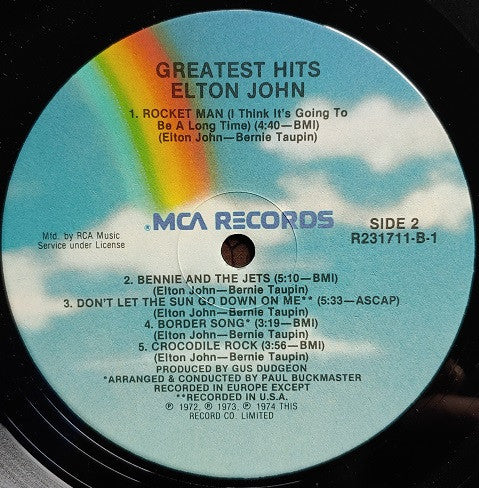 GREATEST HITS
ELTON JOHN
1. ROCKET MAN (I Think It's Going To
Be A Long Time) (4:40—BMI)
(Elton John—Bernie Taupin)
®MCA RECORDS
Mfd. by RCA Music
Service under License
SIDE 2
R231711-B-1
2. BENNIE AND THE JETS (5:10—BMI)
(Elton John—Bernie Taupin)
3. DON'T LET THE SUN GO DOWN ON ME** (5:33—ASCAP)
(Elton John—Bernie Taupin)
4. BORDER SONG* (3:19—BMI)
(Elton John—Bernie Taupin)
5. CROCODILE ROCK (3:56—BMI)
(Elton John—Bernie Taupin)
PRODUCED BY GUS DUDGEON
*ARRANGED & CONDUCTED BY PAUL BUCKMASTER
RECORDED IN EUROPE EXCEPT
**RECORDED IN U.S.A.
℗ 1972, ℗ 1973, ℗ 1974 THIS
RECORD CO. LIMITED